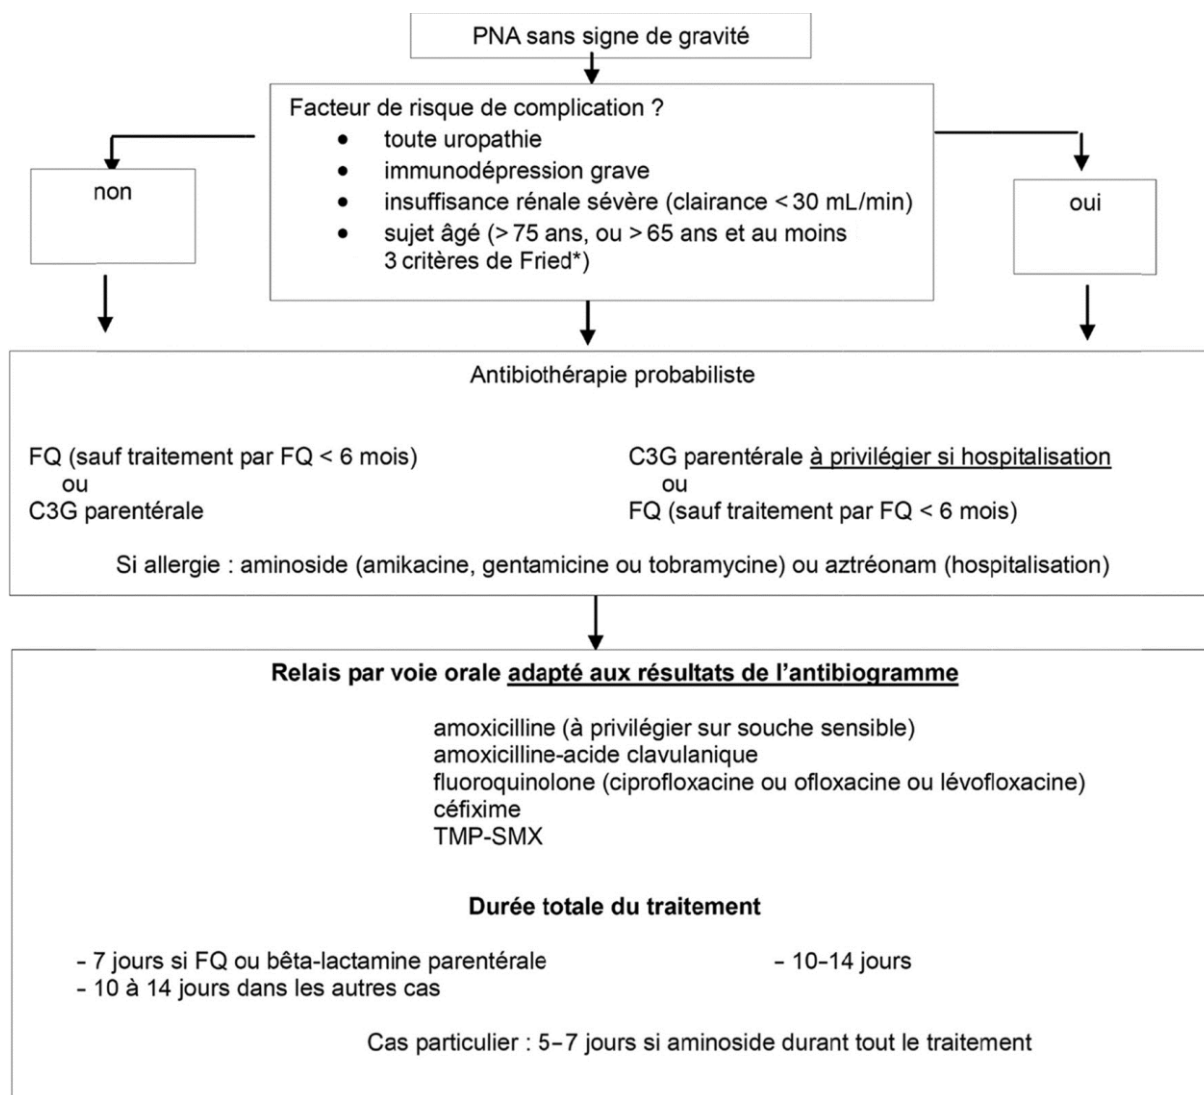 PNA sans signe de gravité
Facteur de risque de complication ?
• toute uropathie
• immunodépression grave
• insuffisance rénale sévère (clairance < 30 mL/min)
• sujet âgé (> 75 ans, ou > 65 ans et au moins
3 critères de Fried*)
non
oui
Antibiothérapie probabiliste
FQ (sauf traitement par FQ < 6 mois)
ou
C3G parentérale
C3G parentérale à privilégier si hospitalisation
ou
FQ (sauf traitement par FQ < 6 mois)
Si allergie : aminoside (amikacine, gentamicine ou tobramycine) ou aztréonam (hospitalisation)
Relais par voie orale adapté aux résultats de l’antibiogramme
amoxicilline (à privilégier sur souche sensible)
amoxicilline-acide clavulanique
fluoroquinolone (ciprofloxacine ou ofloxacine ou lévofloxacine)
céfixime
TMP-SMX
Durée totale du traitement
– 7 jours si FQ ou bêta-lactamine parentérale
– 10 à 14 jours dans les autres cas
– 10–14 jours
Cas particulier : 5–7 jours si aminoside durant tout le traitement